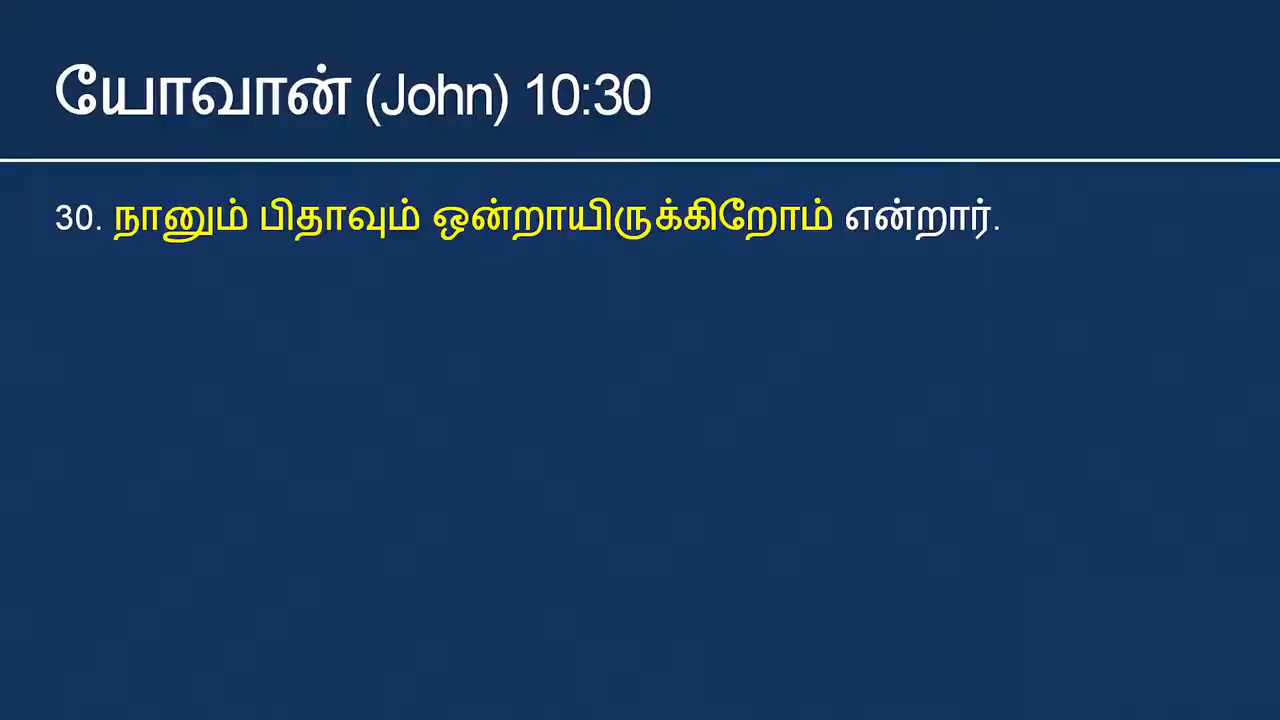 யோவான் (John) 10:30
30. நானும் பிதாவும் ஒன்றாயிருக்கிறோம் என்றார்.